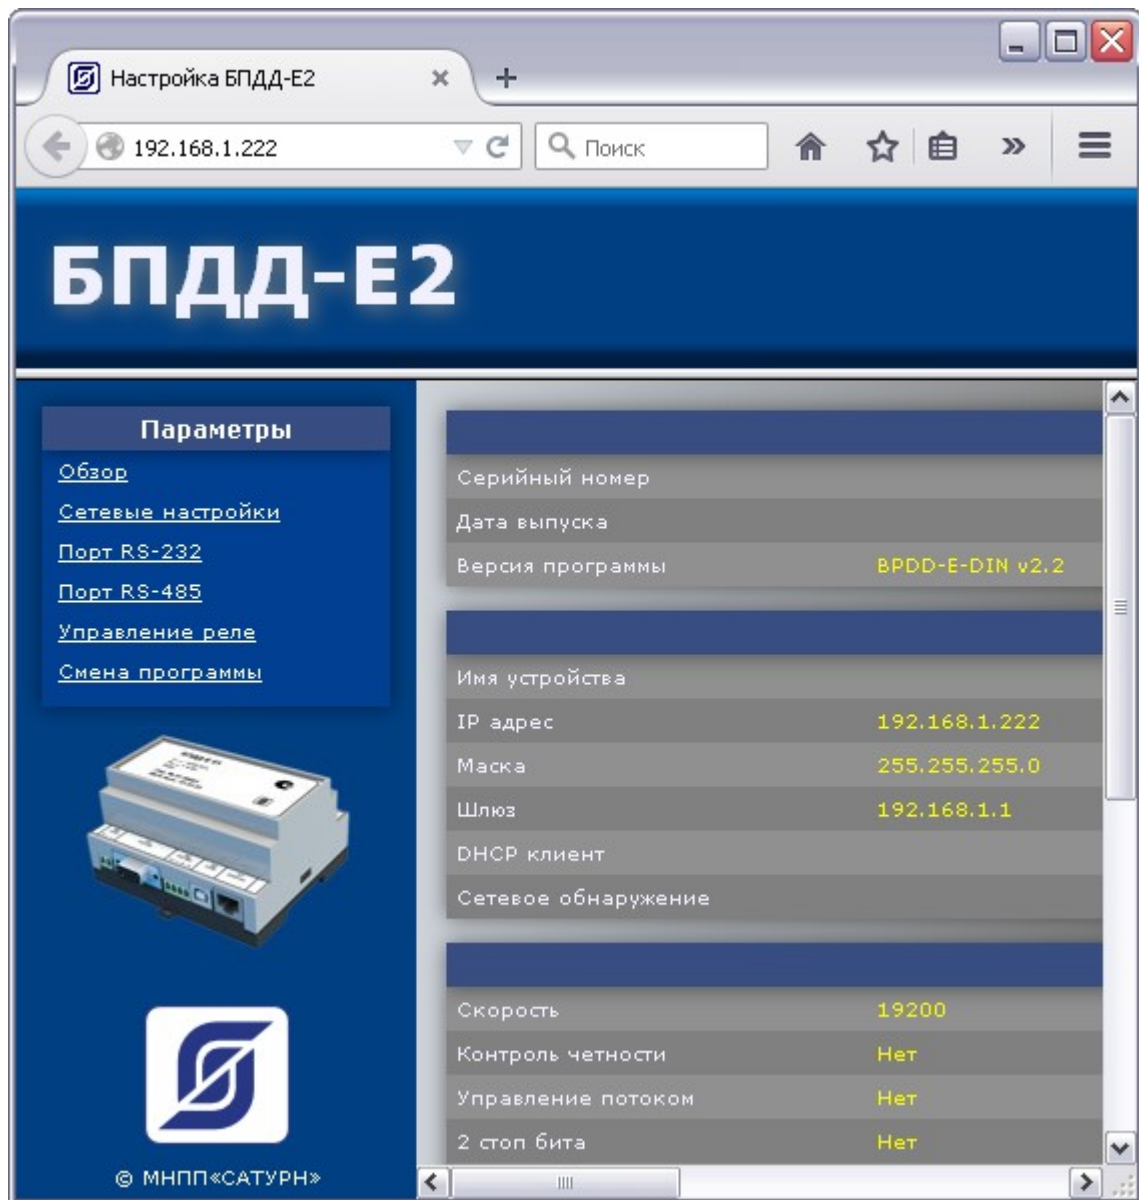 Настройка БПДД-Е2
192.168.1.222
Поиск
БПДД-Е2
Параметры
Обзор
Сетевые настройки
Порт RS-232
Порт RS-485
Управление реле
Смена программы
© МНПП«САТУРН»
Серийный номер
Дата выпуска
Версия программы BPDD-E-DIN v2.2
Имя устройства
IP адрес 192.168.1.222
Маска 255.255.255.0
Шлюз 192.168.1.1
DHCP клиент
Сетевое обнаружение
Скорость 19200
Контроль четности Нет
Управление потоком Нет
2 стоп бита Нет